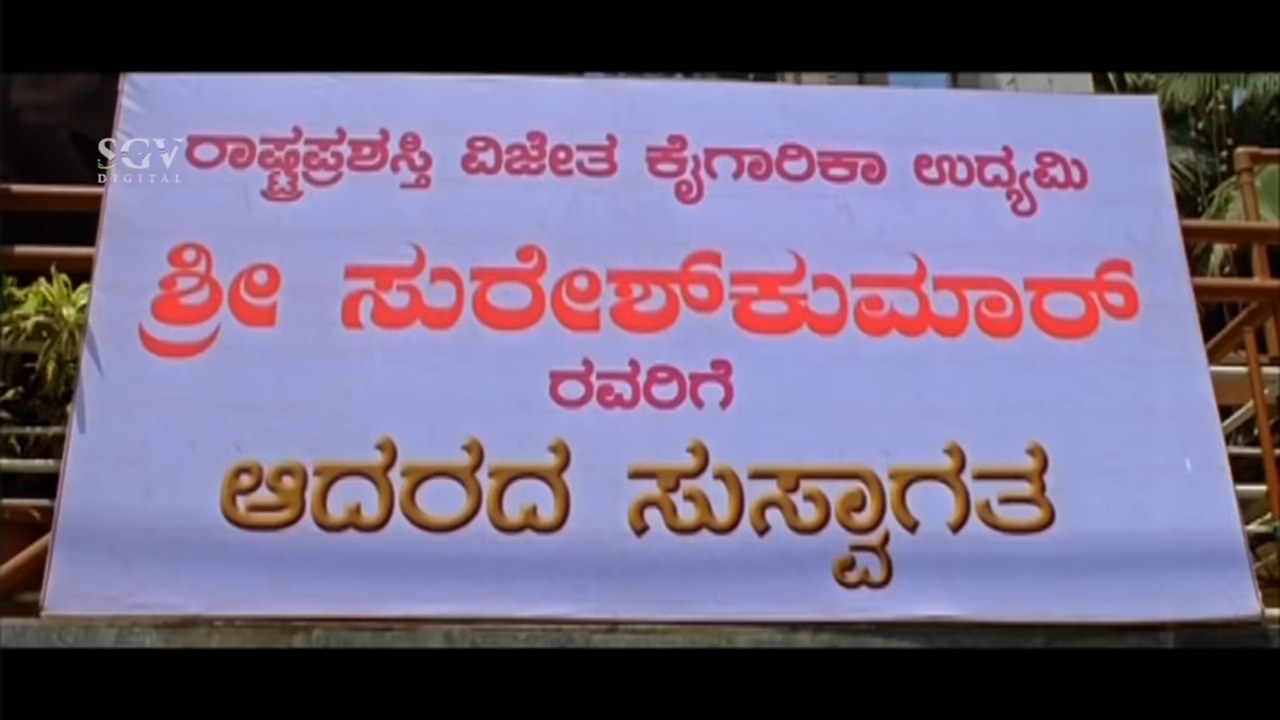 SGV
DIGITAL
ರಾಷ್ಟ್ರಪ್ರಶಸ್ತಿ ವಿಜೇತ ಕೈಗಾರಿಕಾ ಉದ್ಯಮಿ
ಶ್ರೀ ಸುರೇಶ್‌ಕುಮಾರ್
ರವರಿಗೆ
ಆದರದ ಸುಸ್ವಾಗತ